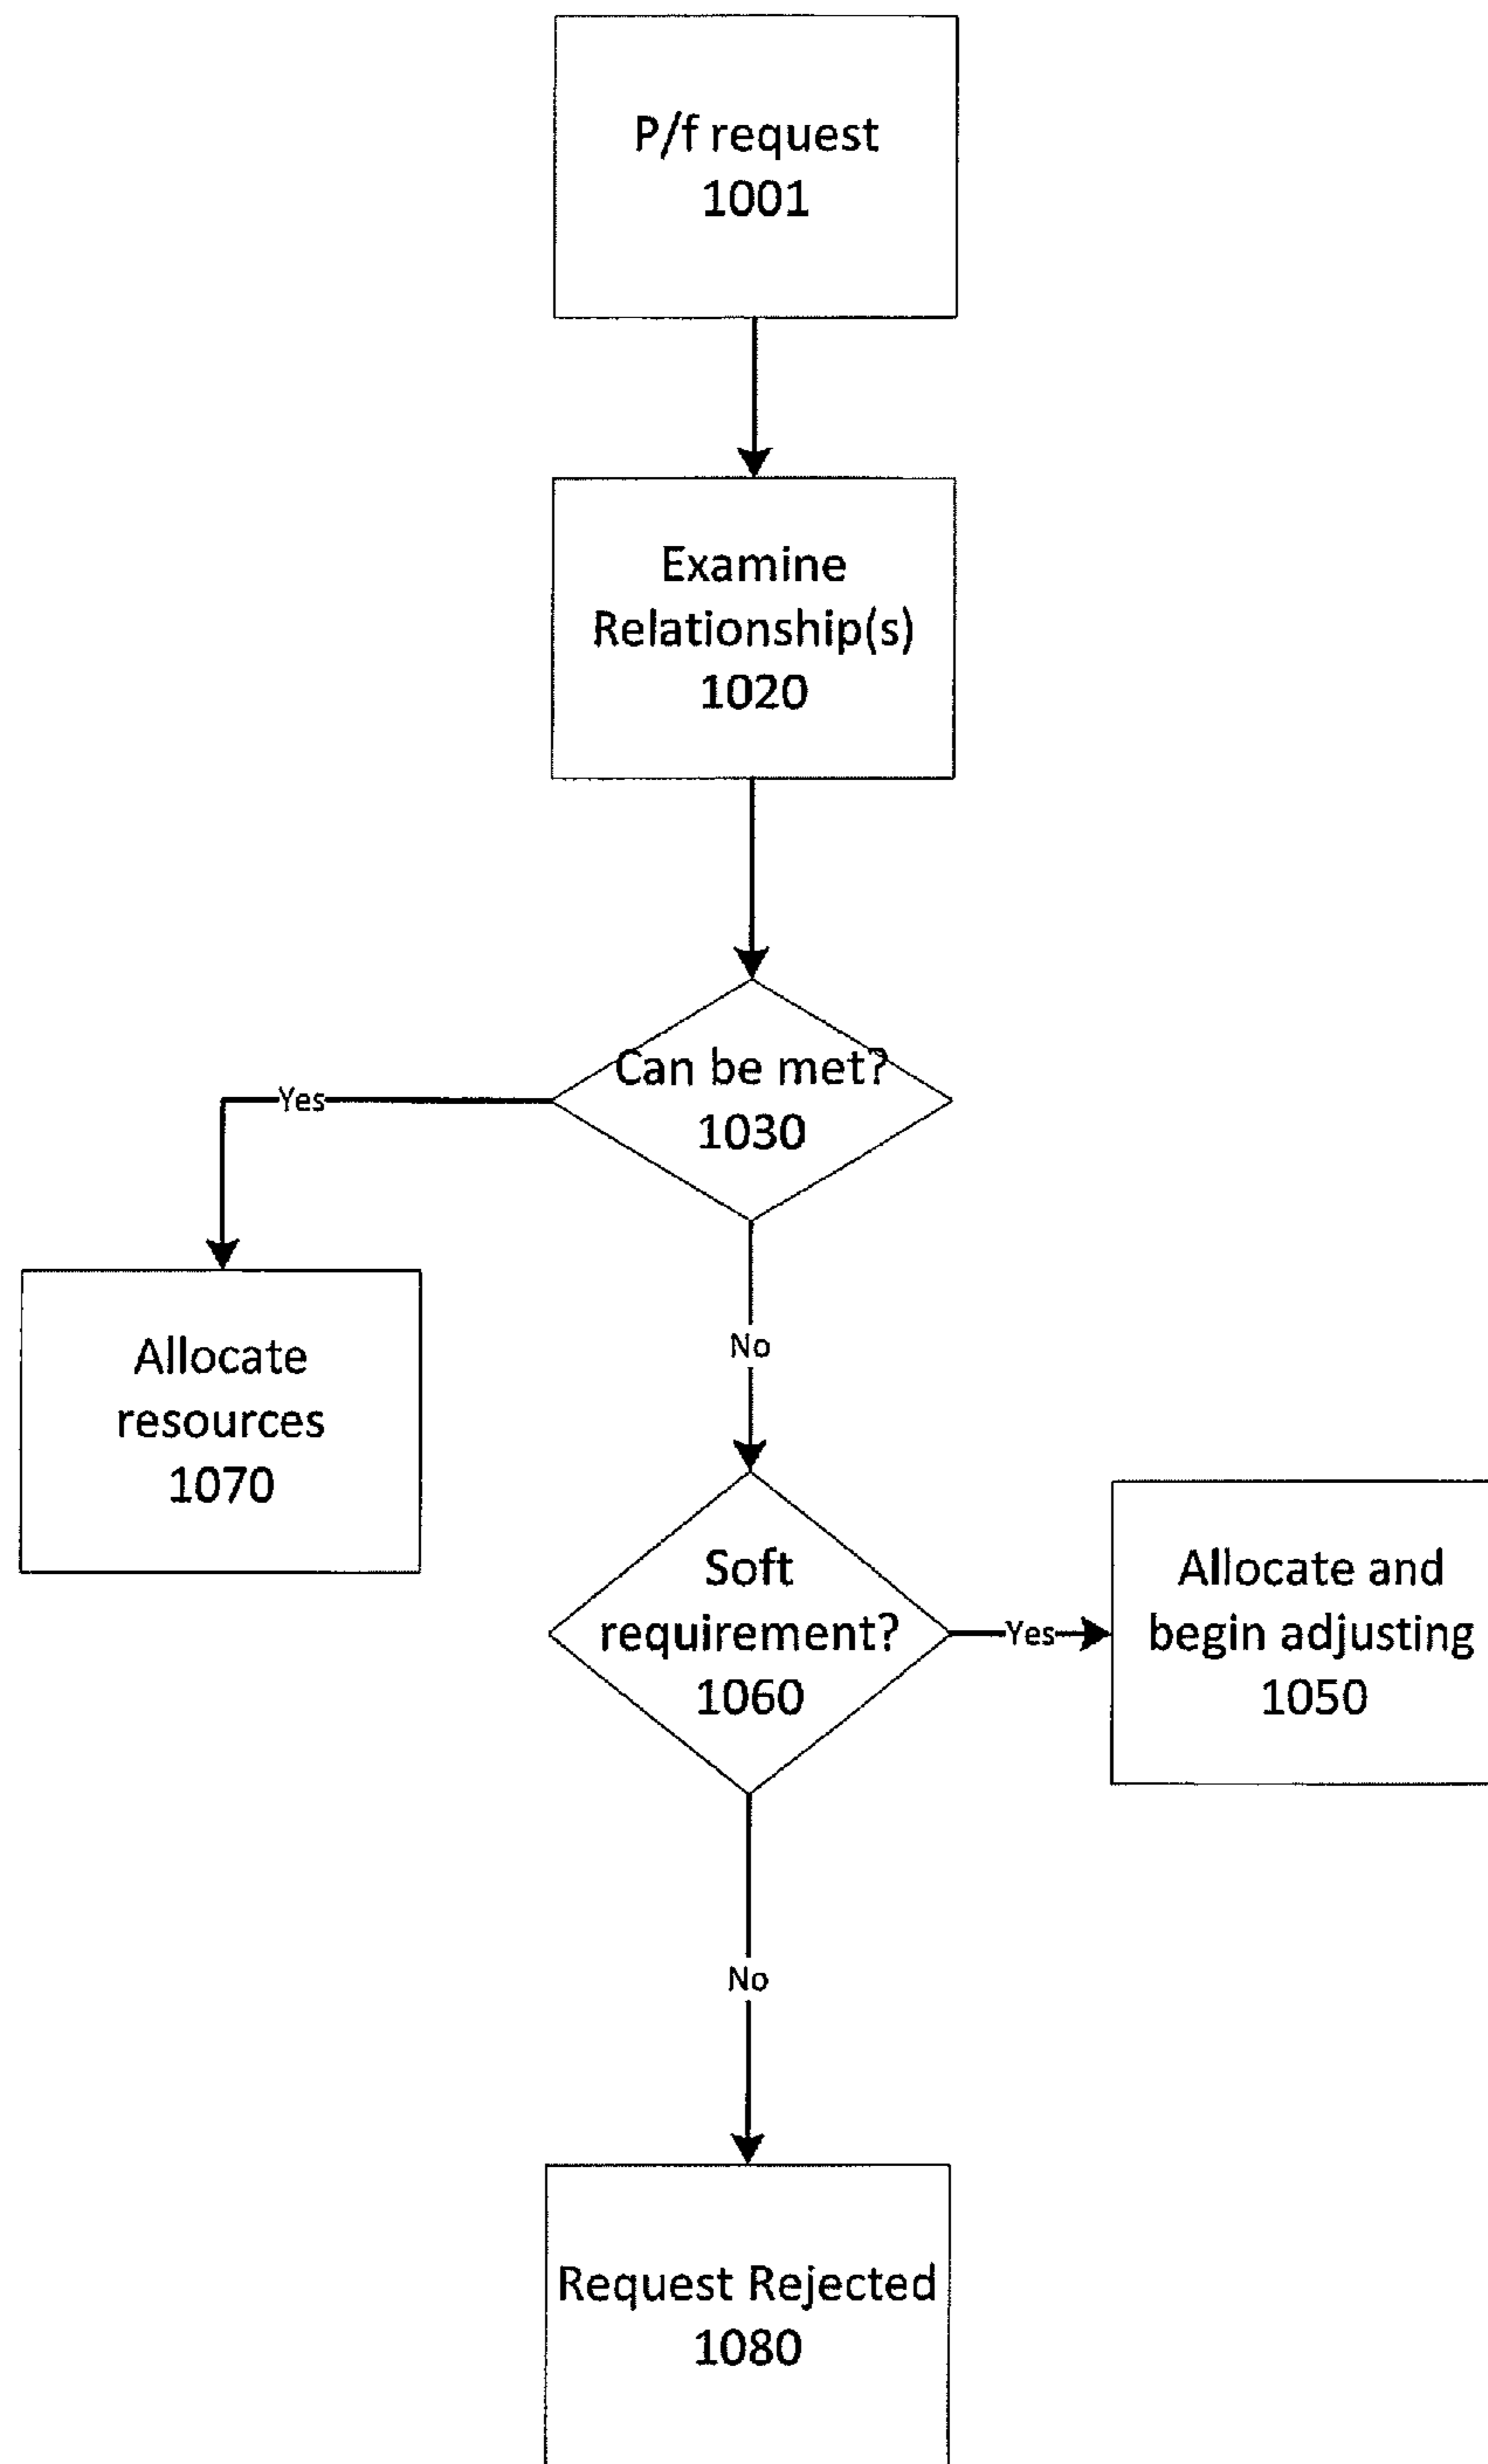 P/f request
1001
Examine
Relationship(s)
1020
Can be met?
1030
Yes
Allocate
resources
1070
No
Soft
requirement?
1060
Yes
Allocate and
begin adjusting
1050
No
Request Rejected
1080